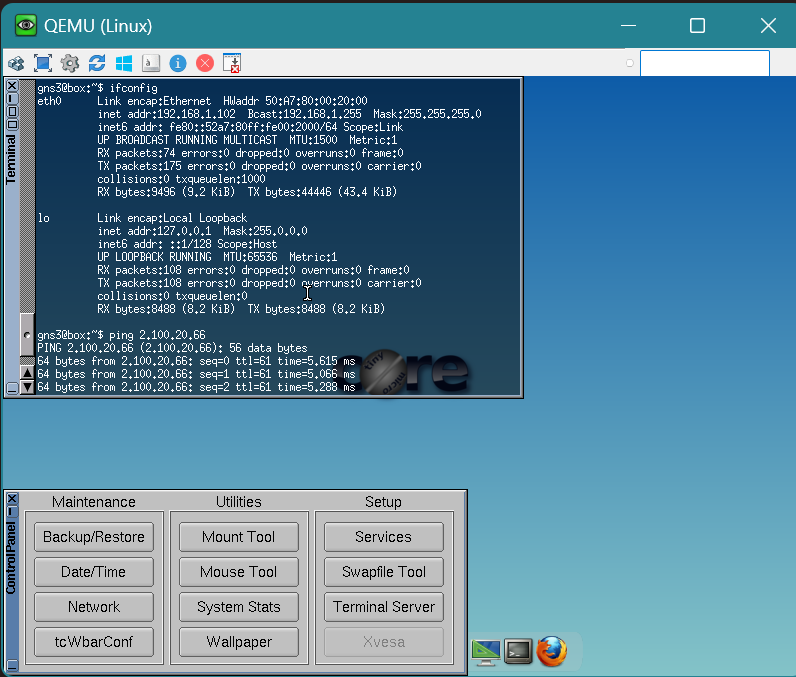 QEMU (Linux)
Terminal
gns3@box:~$ ifconfig
eth0 Link encap:Ethernet HWaddr 50:A7:80:00:20:00
inet addr:192.168.1.102 Bcast:192.168.1.255 Mask:255.255.255.0
inet6 addr: fe80::52a7:80ff:fe00:2000/64 Scope:Link
UP BROADCAST RUNNING MULTICAST MTU:1500 Metric:1
RX packets:74 errors:0 dropped:0 overruns:0 frame:0
TX packets:175 errors:0 dropped:0 overruns:0 carrier:0
collisions:0 txqueuelen:1000
RX bytes:9496 (9.2 KiB) TX bytes:44446 (43.4 KiB)
lo Link encap:Local Loopback
inet addr:127.0.0.1 Mask:255.0.0.0
inet6 addr: ::1/128 Scope:Host
UP LOOPBACK RUNNING MTU:65536 Metric:1
RX packets:108 errors:0 dropped:0 overruns:0 frame:0
TX packets:108 errors:0 dropped:0 overruns:0 carrier:0
collisions:0 txqueuelen:0
RX bytes:8488 (8.2 KiB) TX bytes:8488 (8.2 KiB)
gns3@box:~$ ping 2.100.20.66
PING 2.100.20.66 (2.100.20.66): 56 data bytes
64 bytes from 2.100.20.66: seq=0 ttl=61 time=5.615 ms
64 bytes from 2.100.20.66: seq=1 ttl=61 time=5.066 ms
64 bytes from 2.100.20.66: seq=2 ttl=61 time=5.288 ms
tiny
micro
ore
ControlPanel
Maintenance Utilities Setup
Backup/Restore Mount Tool Services
Date/Time Mouse Tool Swapfile Tool
Network System Stats Terminal Server
tcWbarConf Wallpaper Xvesa